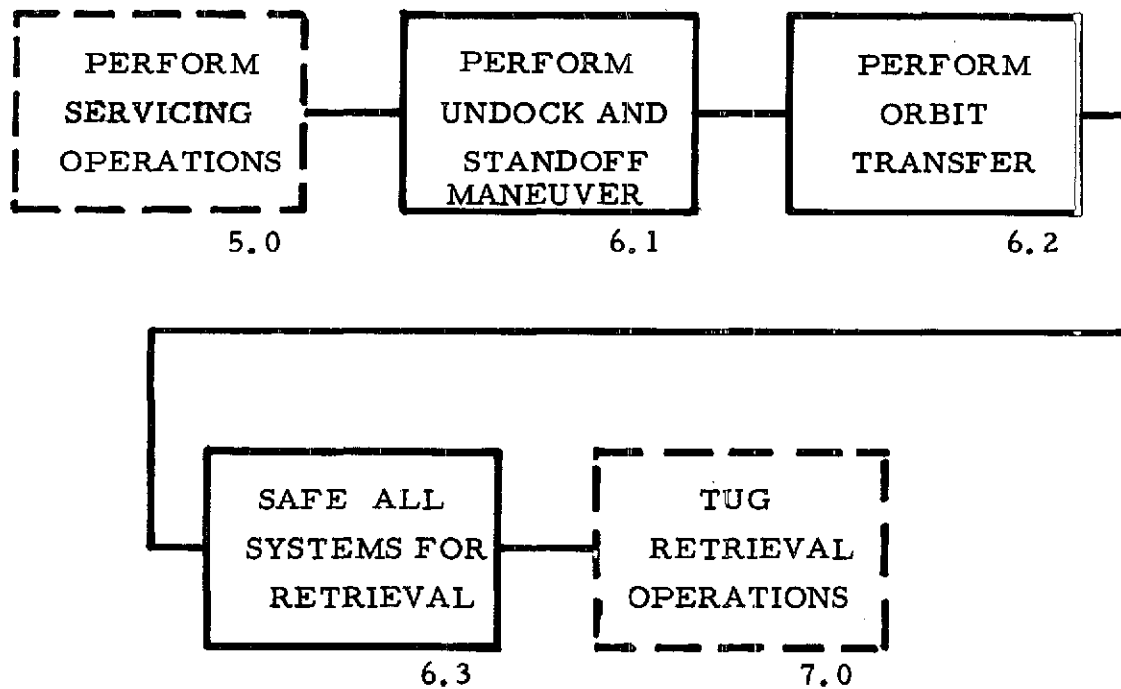 PERFORM
SERVICING
OPERATIONS
5.0
PERFORM
UNDOCK AND
STANDOFF
MANEUVER
6.1
PERFORM
ORBIT
TRANSFER
6.2
SAFE ALL
SYSTEMS FOR
RETRIEVAL
6.3
TUG
RETRIEVAL
OPERATIONS
7.0